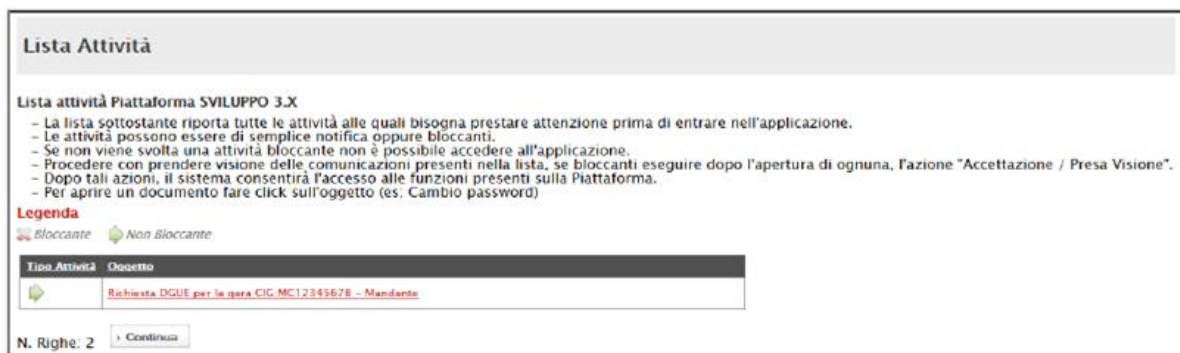 Lista Attività
Lista attività Piattaforma SVILUPPO 3.X
- La lista sottostante riporta tutte le attività alle quali bisogna prestare attenzione prima di entrare nell'applicazione.
- Le attività possono essere di semplice notifica oppure bloccanti.
- Se non viene svolta una attività bloccante non è possibile accedere all'applicazione.
- Procedere con prendere visione delle comunicazioni presenti nella lista, se bloccanti eseguire dopo l'apertura di ognuna, l'azione "Accettazione / Presa Visione".
- Dopo tali azioni, il sistema consentirà l'accesso alle funzioni presenti sulla Piattaforma.
- Per aprire un documento fare click sull'oggetto (es: Cambio password)
Legenda
Bloccante Non Bloccante
Tipo Attività Oggetto
Richiesta DGUE per la gara CIG MC12345678 - Mandante
N. Righe: 2 › Continua